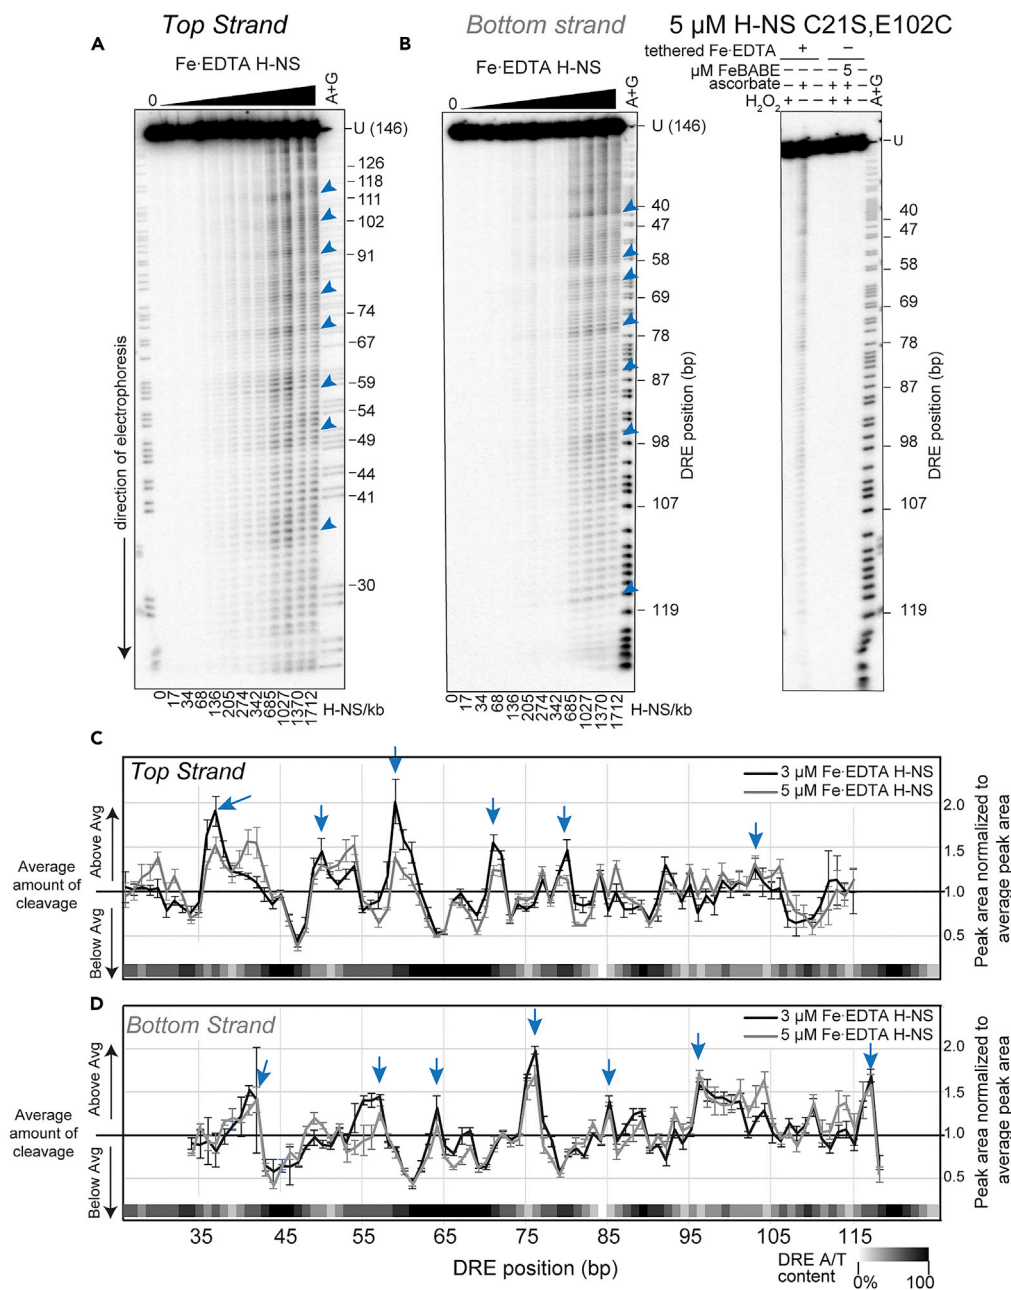 Top Strand
Bottom strand
5 µM H-NS C21S,E102C
A
Fe·EDTA H-NS
0
A+G
U (146)
126
118
111
102
91
74
67
59
54
49
44
41
30
direction of electrophoresis
0 17 34 68 136 205 274 342 685 1027 1370 1712 H-NS/kb
B
Fe·EDTA H-NS
0
A+G
U (146)
40
47
58
69
78
87
98
107
119
DRE position (bp)
0 17 34 68 136 205 274 342 685 1027 1370 1712
tethered Fe·EDTA + −
µM FeBABE − − − − − 5 −
ascorbate − + − + + −
H₂O₂ + − − + + − −
A+G
U
40
47
58
69
78
87
98
107
119
DRE position (bp)
C
Top Strand
3 µM Fe·EDTA H-NS
5 µM Fe·EDTA H-NS
Above Avg
Average amount of cleavage
Below Avg
2.0
1.5
1.0
0.5
Peak area normalized to average peak area
D
Bottom Strand
3 µM Fe·EDTA H-NS
5 µM Fe·EDTA H-NS
Above Avg
Average amount of cleavage
Below Avg
2.0
1.5
1.0
0.5
Peak area normalized to average peak area
35 45 55 65 75 85 95 105 115
DRE position (bp)
DRE A/T content
0% 100